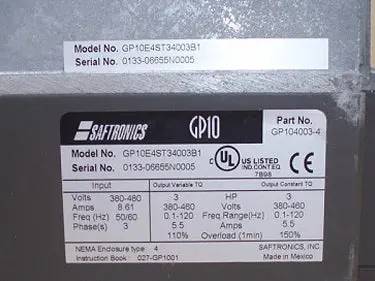 Model No. GP10E4ST34003B1
Serial No. 0133-06655N0005
SAFTRONICS GP10 Part No.
GP104003-4
Model No. GP10E4ST34003B1
Serial No. 0133-06655N0005
C UL US LISTED
IND.CONT.EQ.
7B98
Input Output Variable TQ Output Constant TQ
Volts 380-480 3 HP 3
Amps 8.61 380-460 Volts 380-460
Freq (Hz) 50/60 0.1-120 Freq.Range(Hz) 0.1-120
Phase(s) 3 5.5 Amps 5.5
110% Overload (1min) 150%
NEMA Enclosure type 4 SAFTRONICS, INC.
Instruction Book 027-GP1001 Made in Mexico